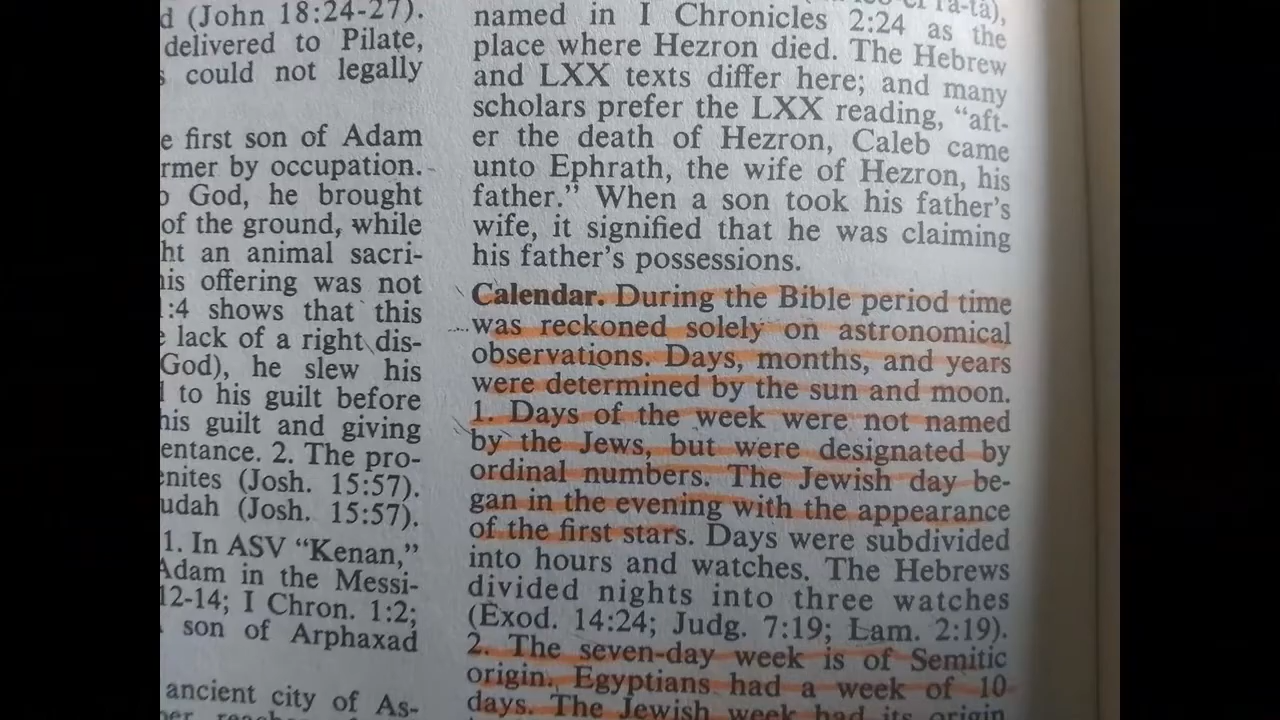 d (John 18:24-27).
delivered to Pilate,
s could not legally
e first son of Adam
rmer by occupation.
o God, he brought
of the ground, while
ht an animal sacri-
his offering was not
:4 shows that this
e lack of a right dis-
God), he slew his
l to his guilt before
his guilt and giving
entance. 2. The pro-
enites (Josh. 15:57).
udah (Josh. 15:57).
1. In ASV “Kenan,”
Adam in the Messi-
12-14; I Chron. 1:2;
son of Arphaxad
ancient city of As-
named in I Chronicles 2:24 as the
place where Hezron died. The Hebrew
and LXX texts differ here; and many
scholars prefer the LXX reading, “aft-
er the death of Hezron, Caleb came
unto Ephrath, the wife of Hezron, his
father.” When a son took his father’s
wife, it signified that he was claiming
his father’s possessions.
Calendar. During the Bible period time
was reckoned solely on astronomical
observations. Days, months, and years
were determined by the sun and moon.
1. Days of the week were not named
by the Jews, but were designated by
ordinal numbers. The Jewish day be-
gan in the evening with the appearance
of the first stars. Days were subdivided
into hours and watches. The Hebrews
divided nights into three watches
(Exod. 14:24; Judg. 7:19; Lam. 2:19).
2. The seven-day week is of Semitic
origin. Egyptians had a week of 10
days. The Jewish week had its origin